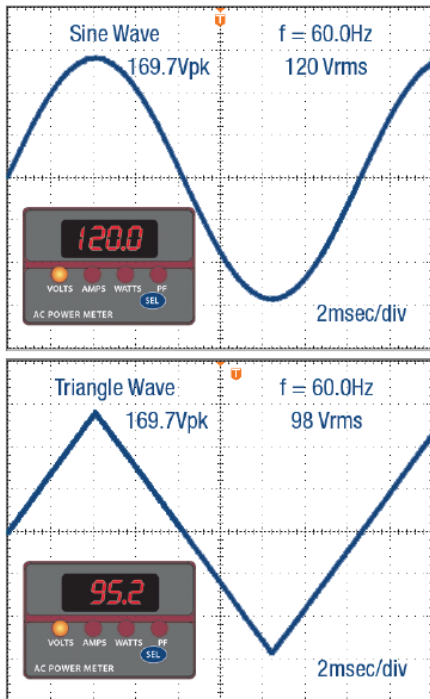 T
Sine Wave f = 60.0Hz
169.7Vpk 120 Vrms
120.0
VOLTS AMPS WATTS PF
SEL
AC POWER METER
2msec/div
T
Triangle Wave f = 60.0Hz
169.7Vpk 98 Vrms
95.2
VOLTS AMPS WATTS PF
SEL
AC POWER METER
2msec/div